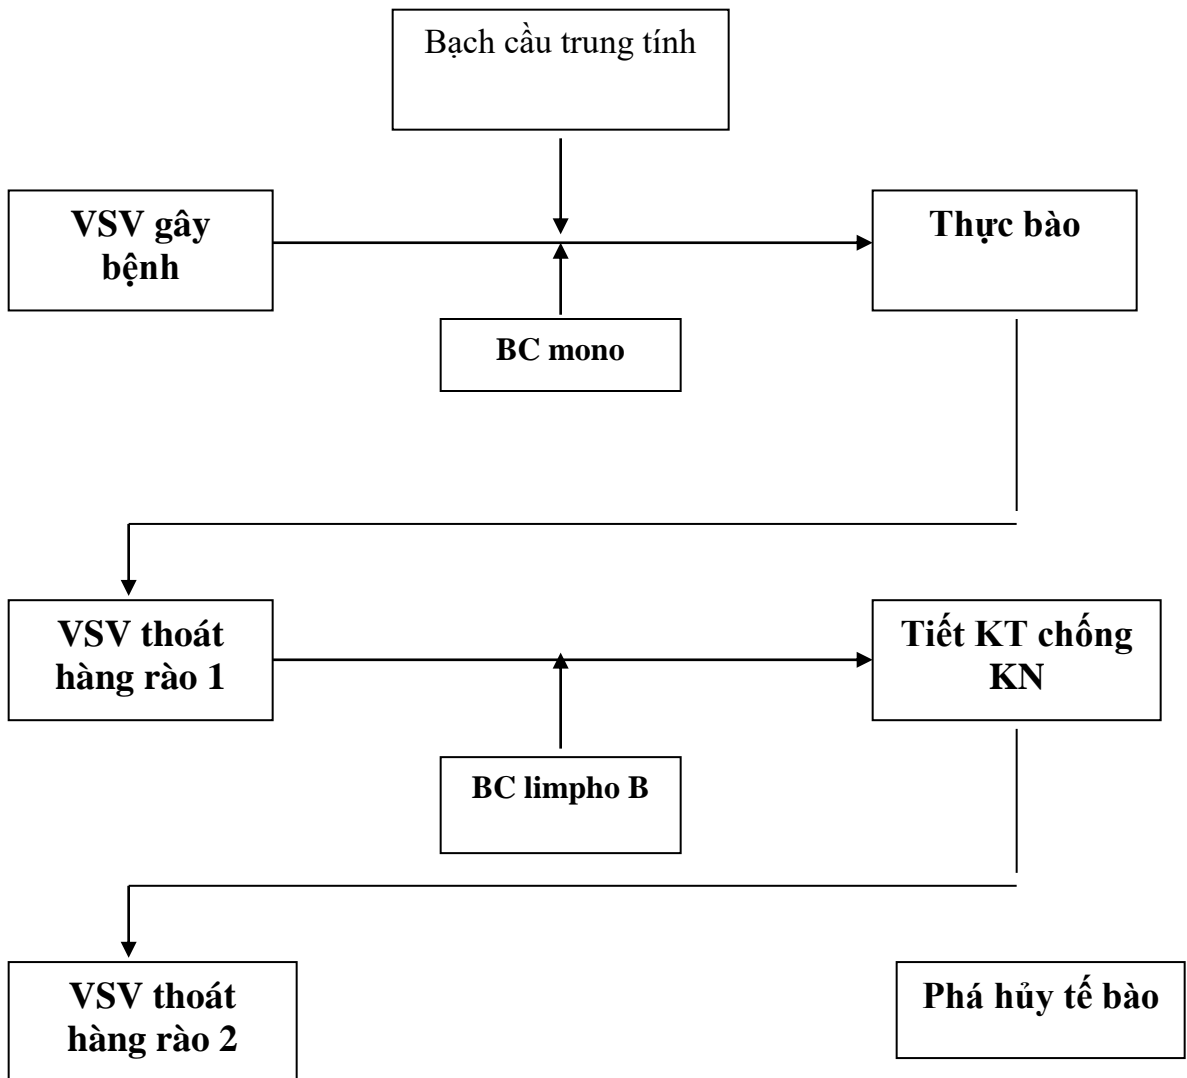 Bạch cầu trung tính
VSV gây
bệnh
Thực bào
BC mono
VSV thoát
hàng rào 1
Tiết KT chống
KN
BC limpho B
VSV thoát
hàng rào 2
Phá hủy tế bào